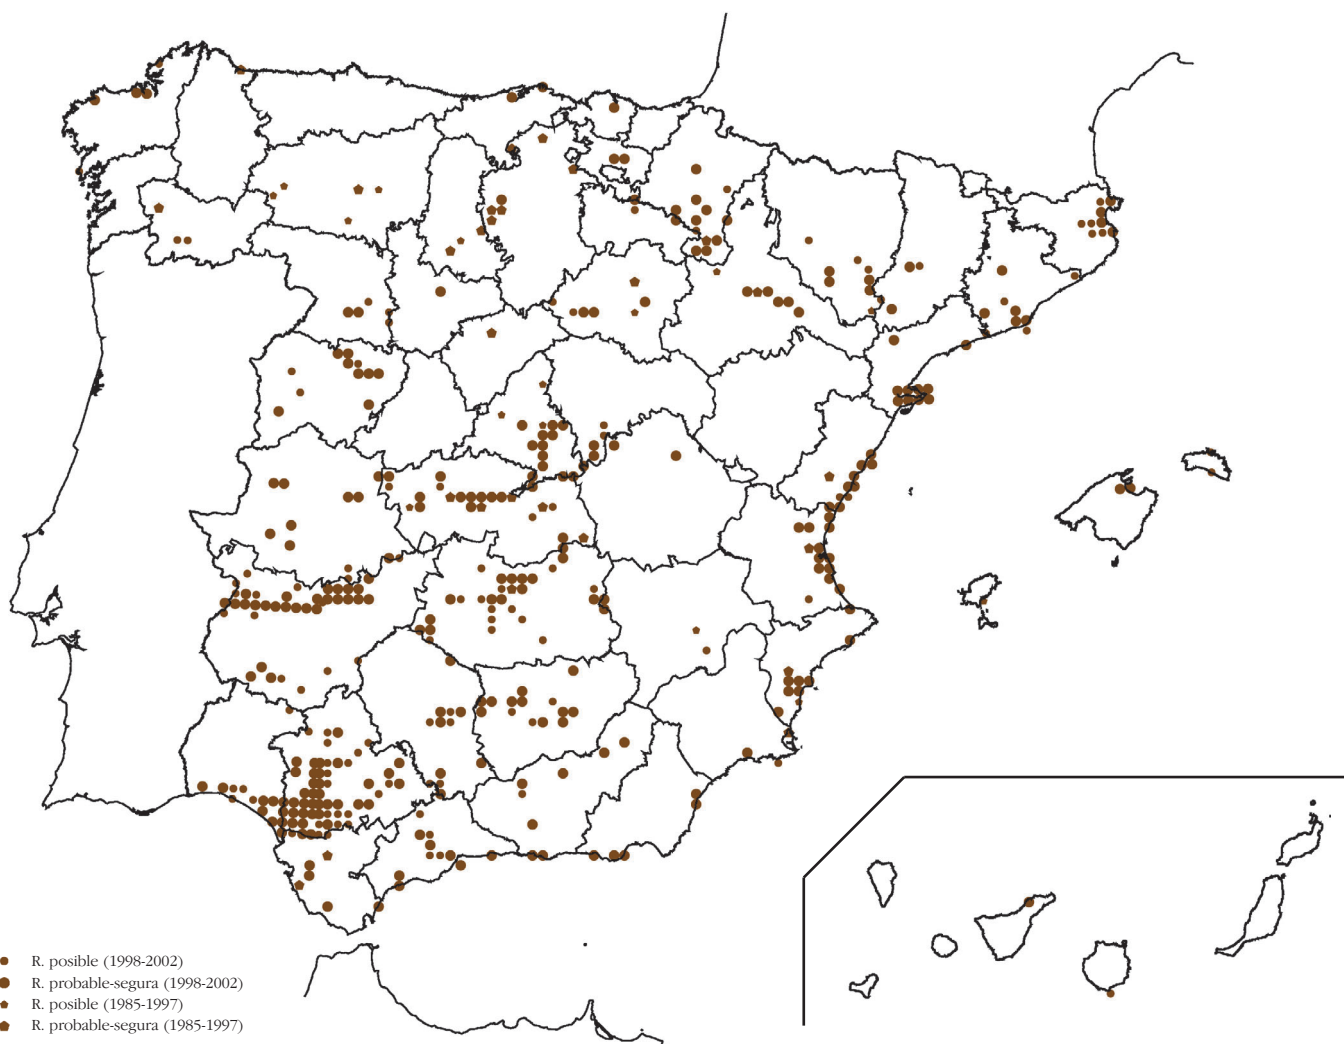 R. posible (1998-2002)
R. probable-segura (1998-2002)
R. posible (1985-1997)
R. probable-segura (1985-1997)